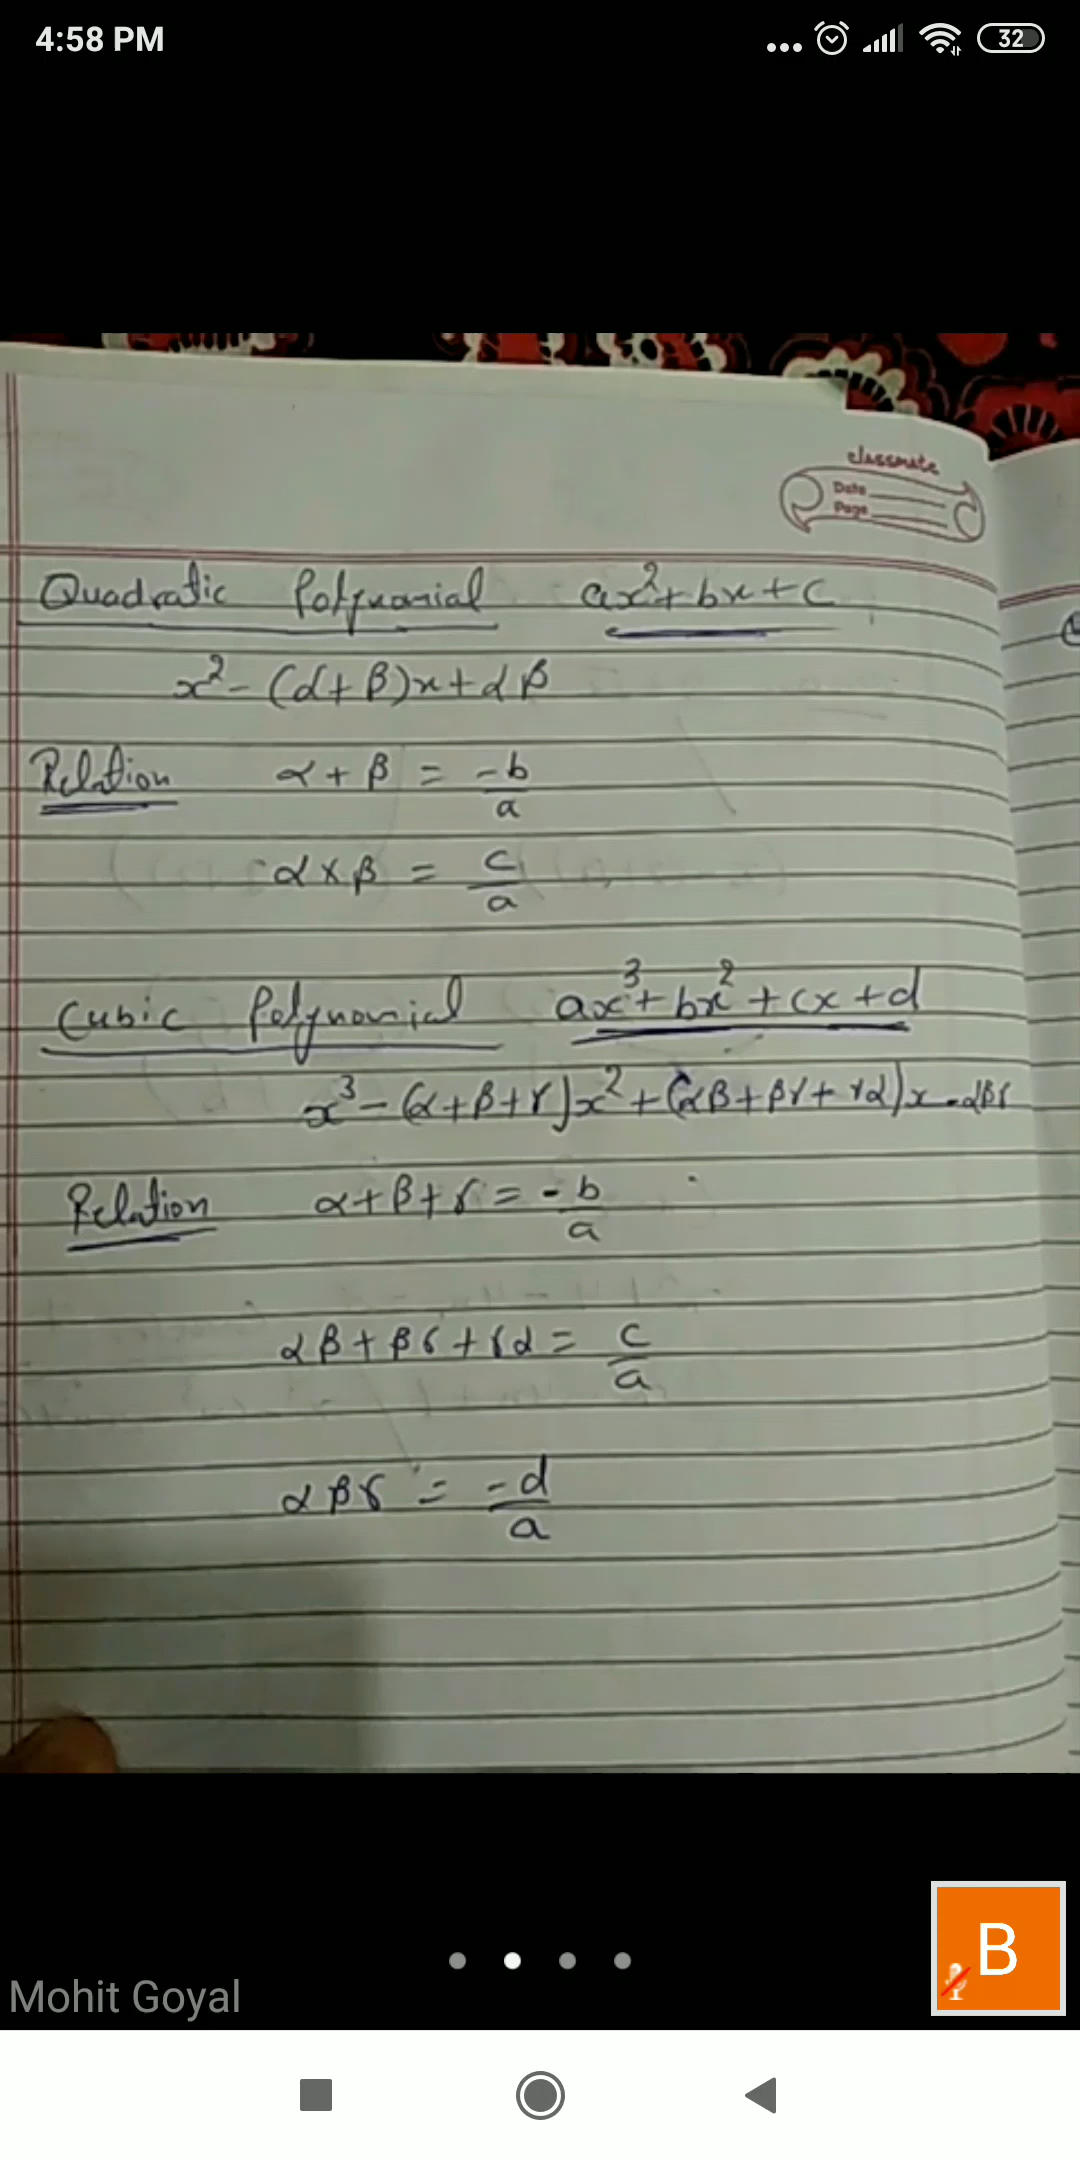 4:58 PM
32
classmate
Date
Page
Quadratic Polynomial ax²+bx+c
x² - (α+β)x+αβ
Relation α + β = -b/a
α×β = c/a
Cubic Polynomial ax³+bx²+cx+d
x³-(α+β+γ)x²+(αβ+βγ+γα)x-αβγ
Relation α+β+γ = -b/a
αβ+βγ+γα = c/a
αβγ = -d/a
B
Mohit Goyal